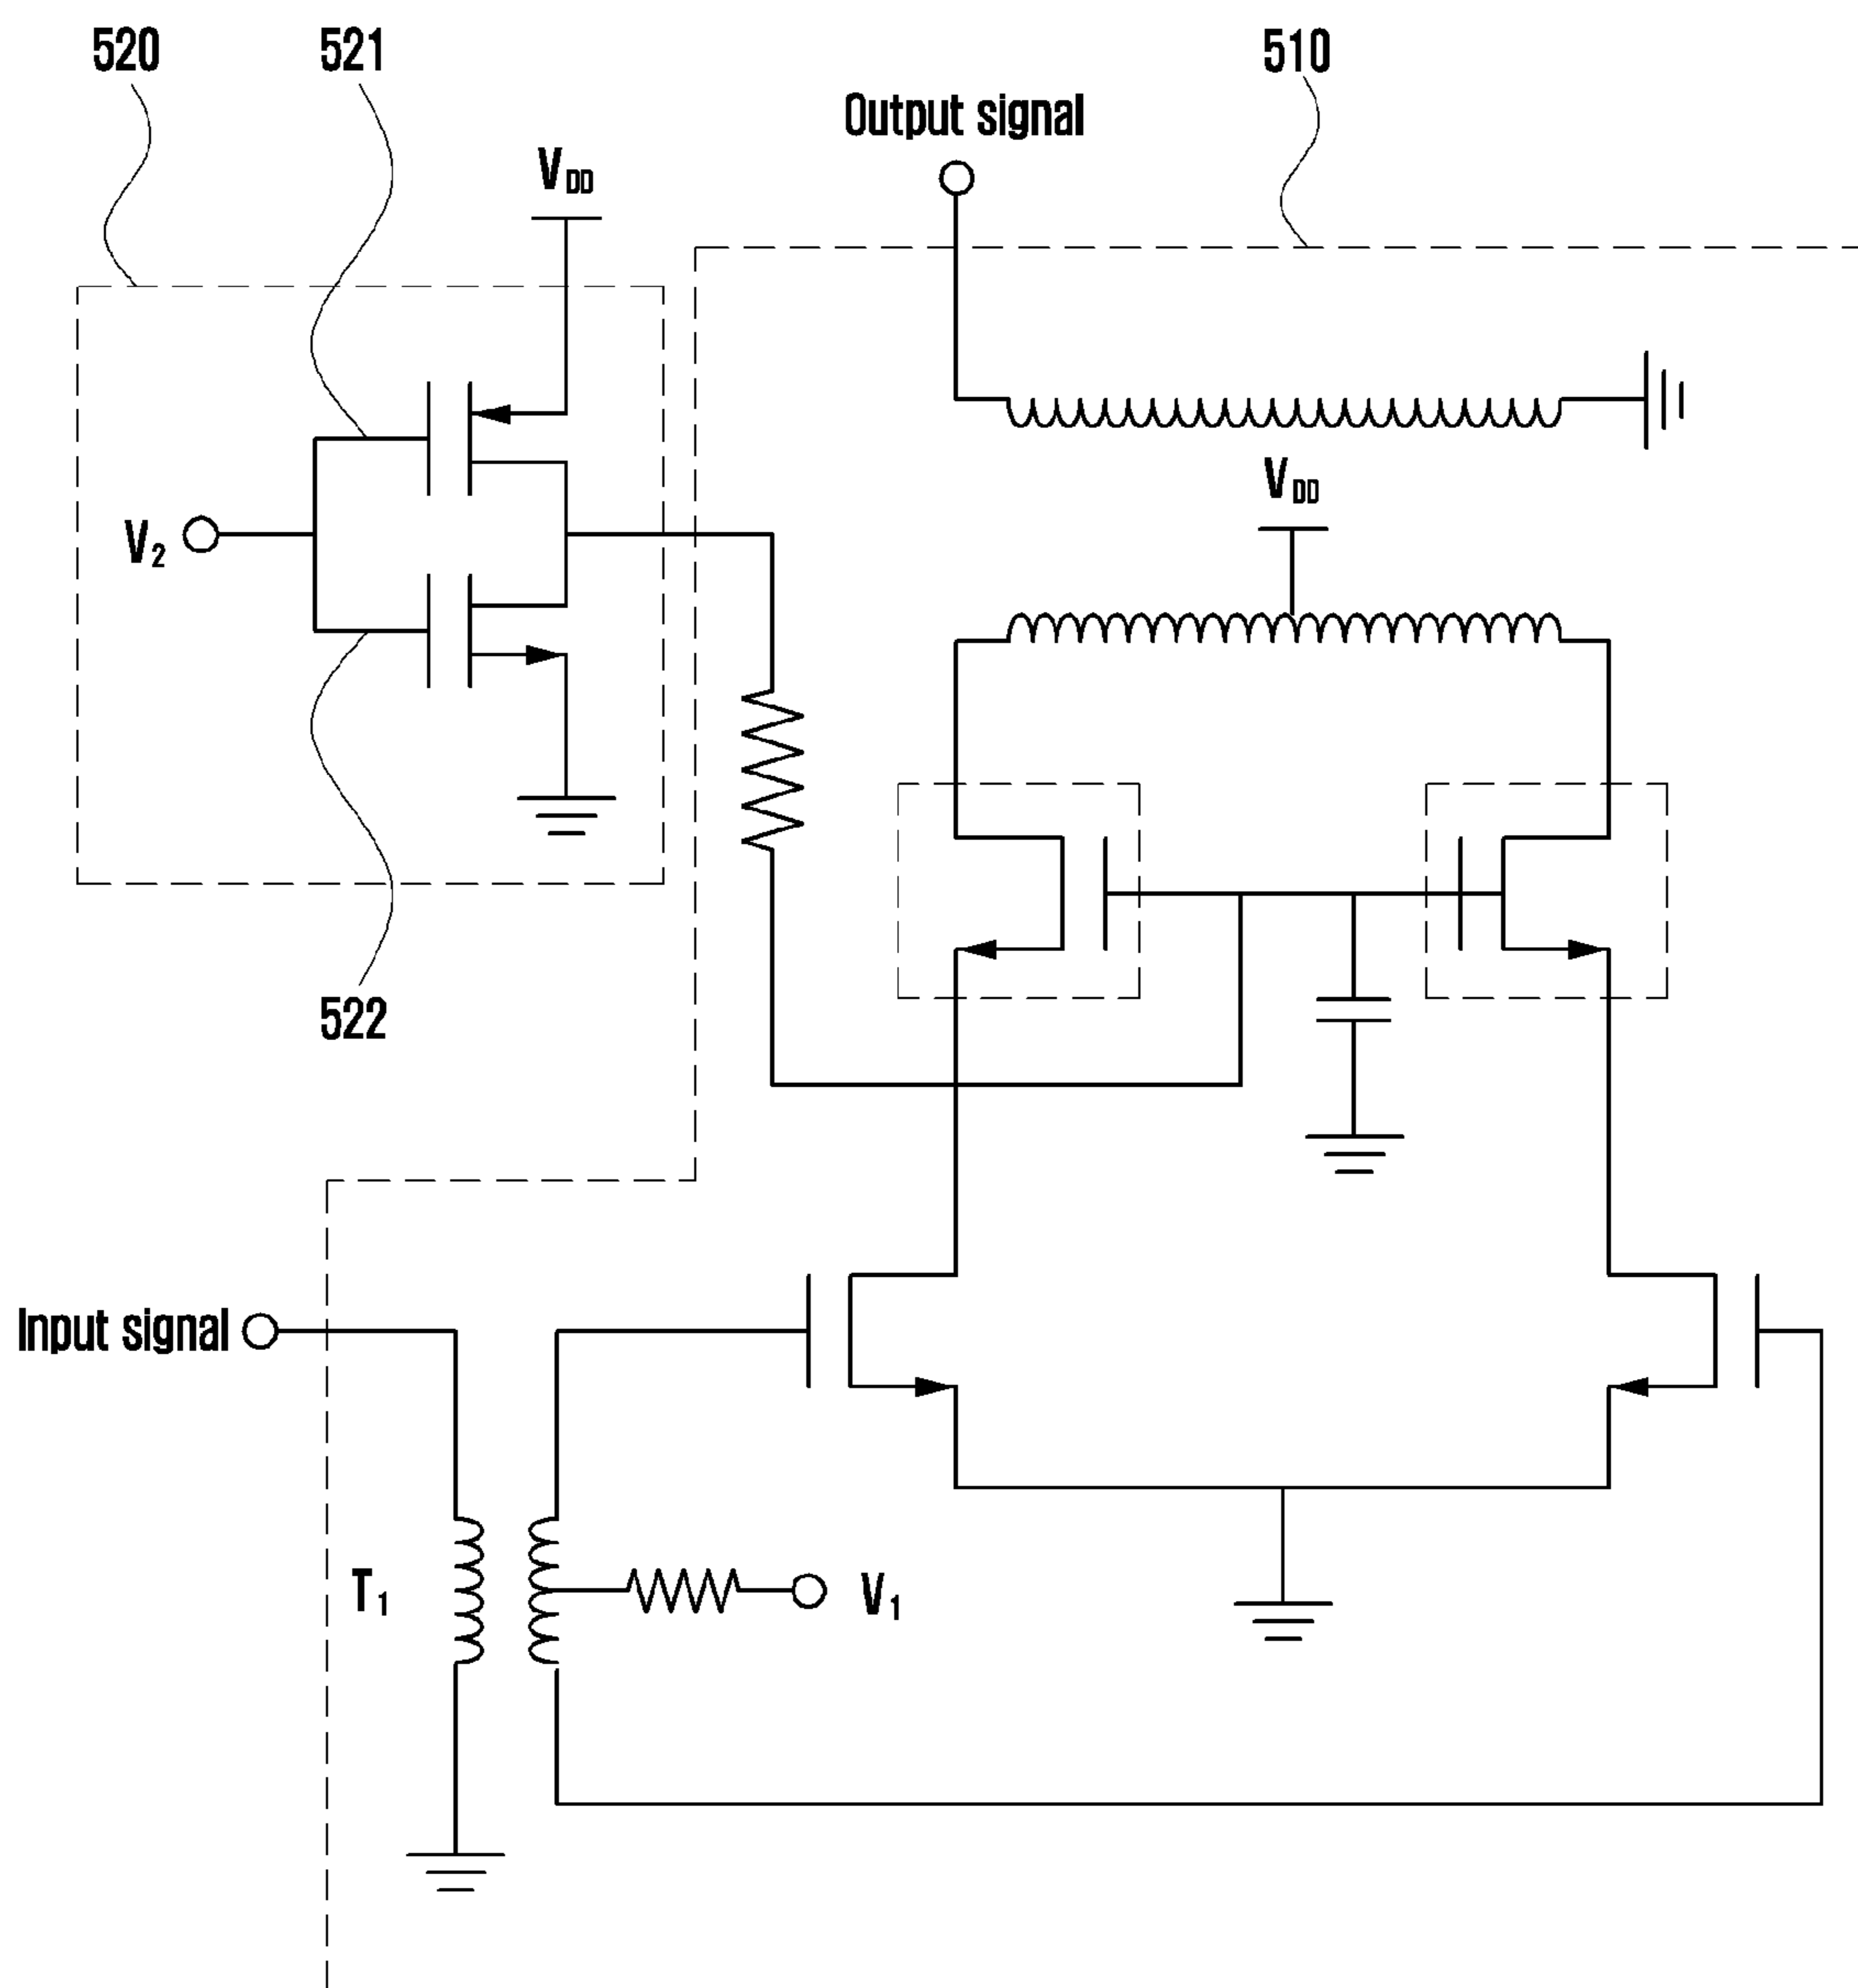 520
521
510
Output signal
VDD
VDD
V2
522
Input signal
T1
V1